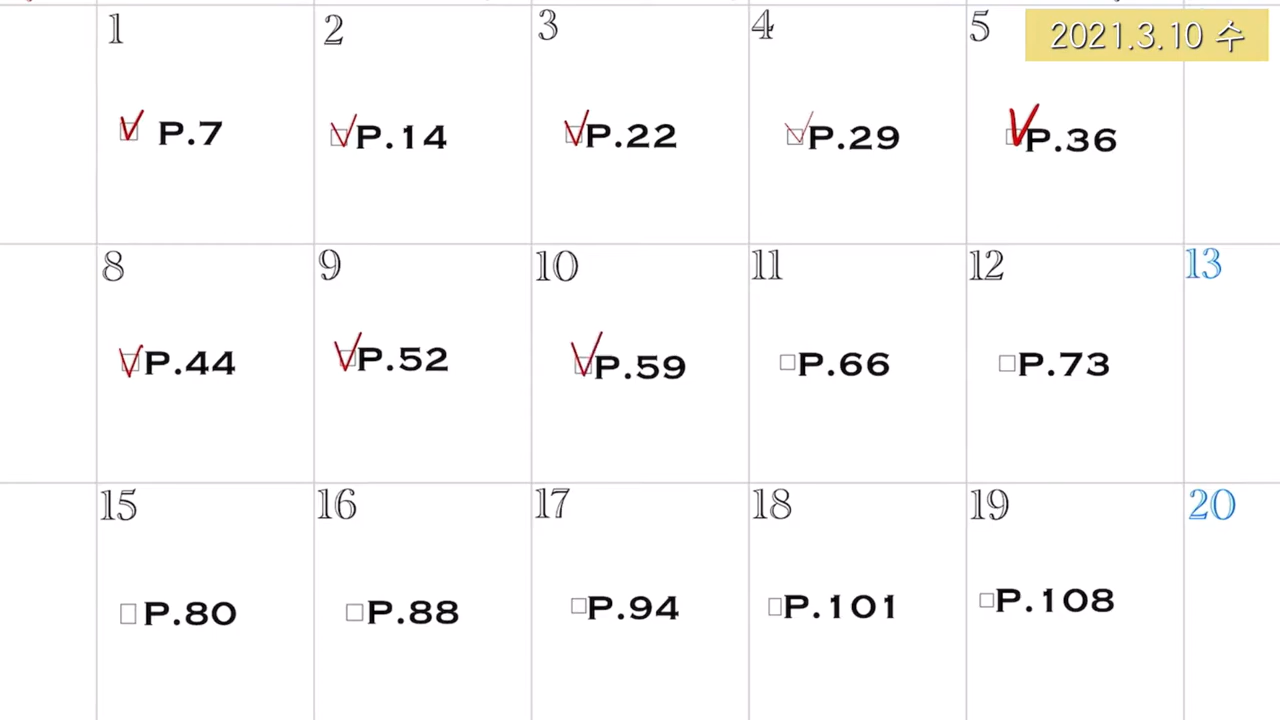 1 2 3 4 5 2021.3.10 수
P.7 P.14 P.22 P.29 P.36
8 9 10 11 12 13
P.44 P.52 P.59 P.66 P.73
15 16 17 18 19 20
P.80 P.88 P.94 P.101 P.108